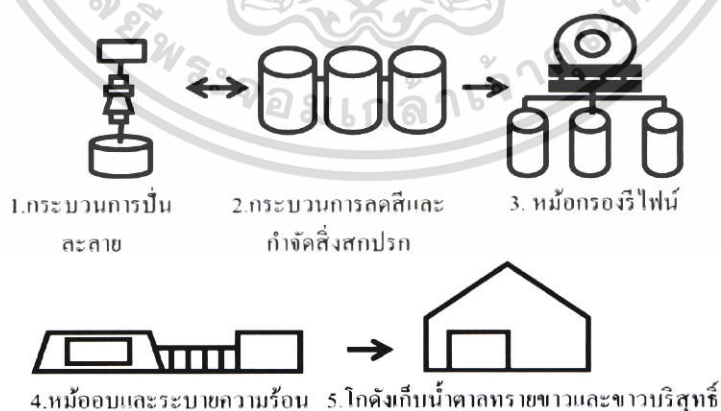 1.กระบวนการปั่น
ละลาย
2.กระบวนการลดสีและ
กำจัดสิ่งสกปรก
3. หม้อกรองรีไฟน์
4.หม้ออบและระบายความร้อน
5.โกดังเก็บน้ำตาลทรายขาวและขาวบริสุทธิ์